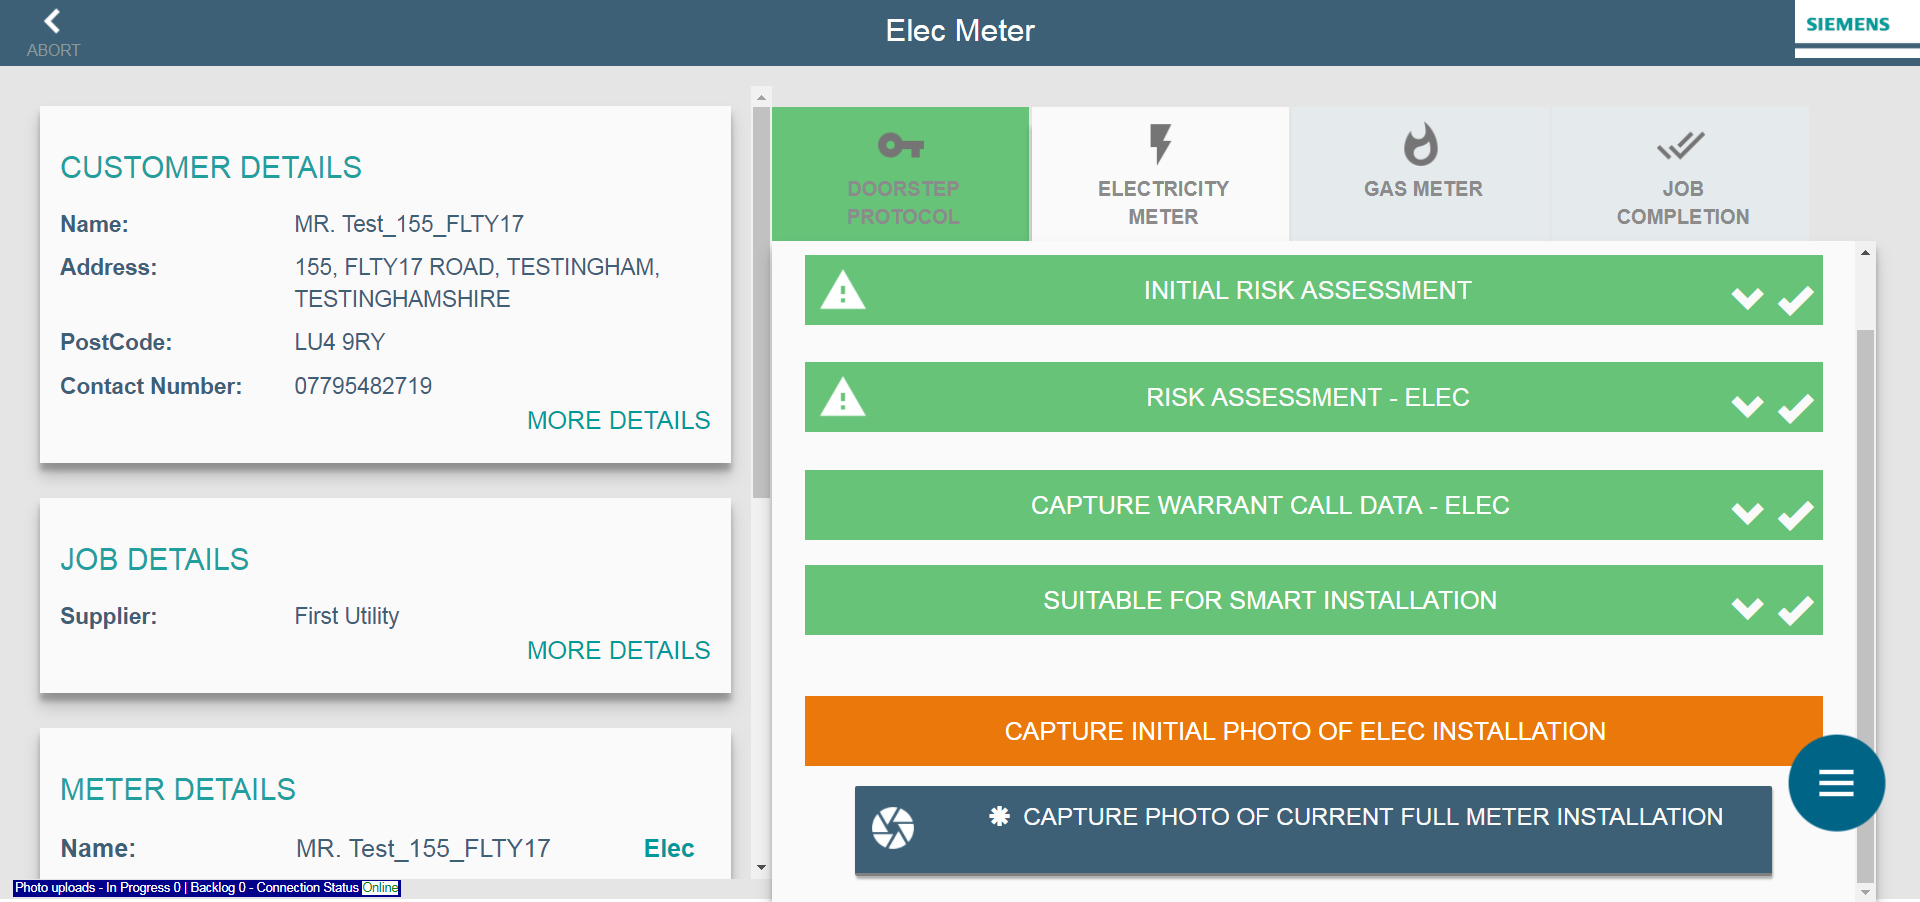 ABORT
Elec Meter
SIEMENS
CUSTOMER DETAILS
Name: MR. Test_155_FLTY17
Address: 155, FLTY17 ROAD, TESTINGHAM,
TESTINGHAMSHIRE
PostCode: LU4 9RY
Contact Number: 07795482719
MORE DETAILS
JOB DETAILS
Supplier: First Utility
MORE DETAILS
METER DETAILS
Name: MR. Test_155_FLTY17 Elec
Photo uploads - In Progress 0 | Backlog 0 - Connection Status Online
DOORSTEP
PROTOCOL
ELECTRICITY
METER
GAS METER
JOB
COMPLETION
INITIAL RISK ASSESSMENT
RISK ASSESSMENT - ELEC
CAPTURE WARRANT CALL DATA - ELEC
SUITABLE FOR SMART INSTALLATION
CAPTURE INITIAL PHOTO OF ELEC INSTALLATION
✱ CAPTURE PHOTO OF CURRENT FULL METER INSTALLATION